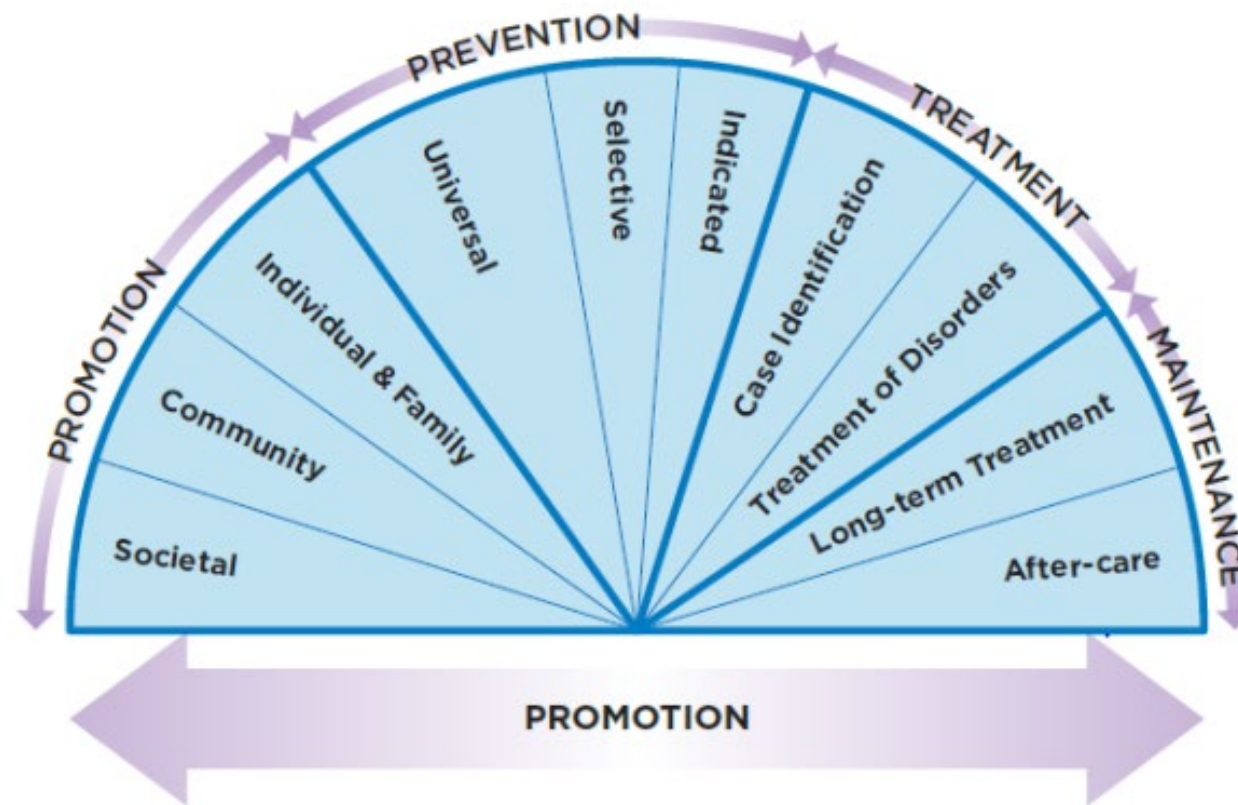 PROMOTION
PREVENTION
TREATMENT
MAINTENANCE
Societal
Community
Individual & Family
Universal
Selective
Indicated
Case Identification
Treatment of Disorders
Long-term Treatment
After-care
PROMOTION